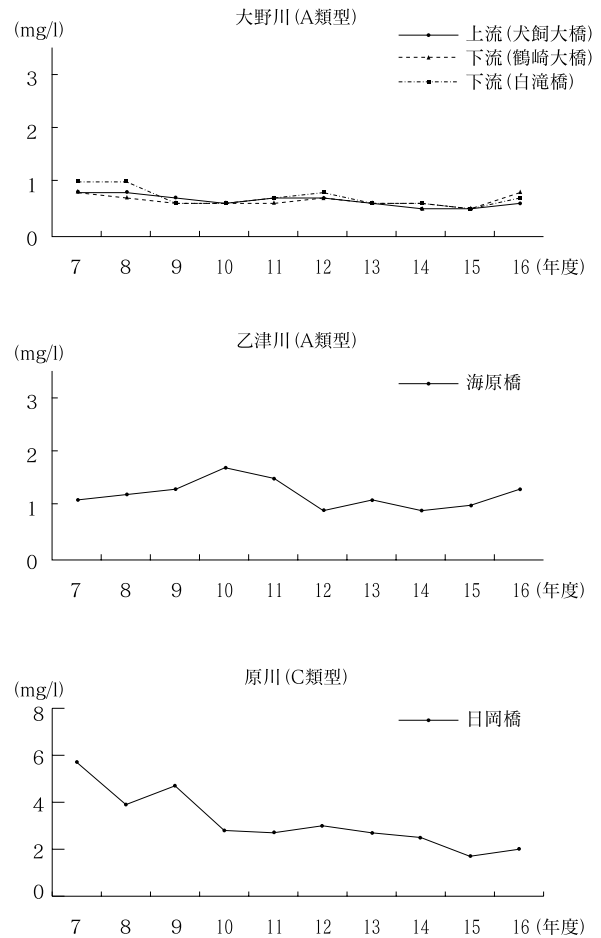 大野川(A類型)
(mg/l)
上流(犬飼大橋)
下流(鶴崎大橋)
下流(白滝橋)
3
2
1
0
7 8 9 10 11 12 13 14 15 16 (年度)
乙津川(A類型)
(mg/l)
海原橋
3
2
1
0
7 8 9 10 11 12 13 14 15 16 (年度)
原川(C類型)
(mg/l)
日岡橋
8
6
4
2
0
7 8 9 10 11 12 13 14 15 16 (年度)